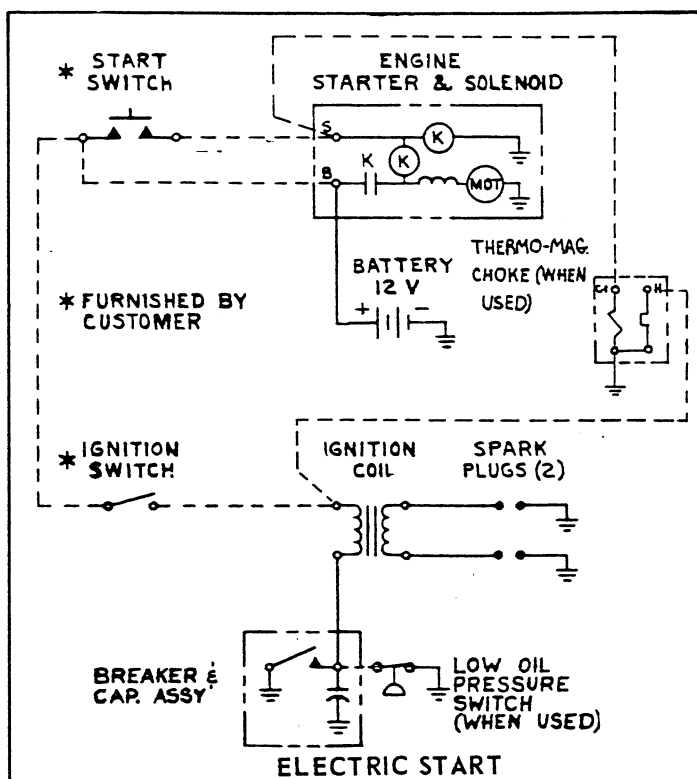 * START
SWITCH
ENGINE
STARTER & SOLENOID
S
K
K
K
B
MOT
BATTERY
12 V
+
−
THERMO-MAG.
CHOKE (WHEN
USED)
G1
H
* FURNISHED BY
CUSTOMER
* IGNITION
SWITCH
IGNITION
COIL
SPARK
PLUGS (2)
BREAKER &
CAP. ASSY'
LOW OIL
PRESSURE
SWITCH
(WHEN USED)
ELECTRIC START